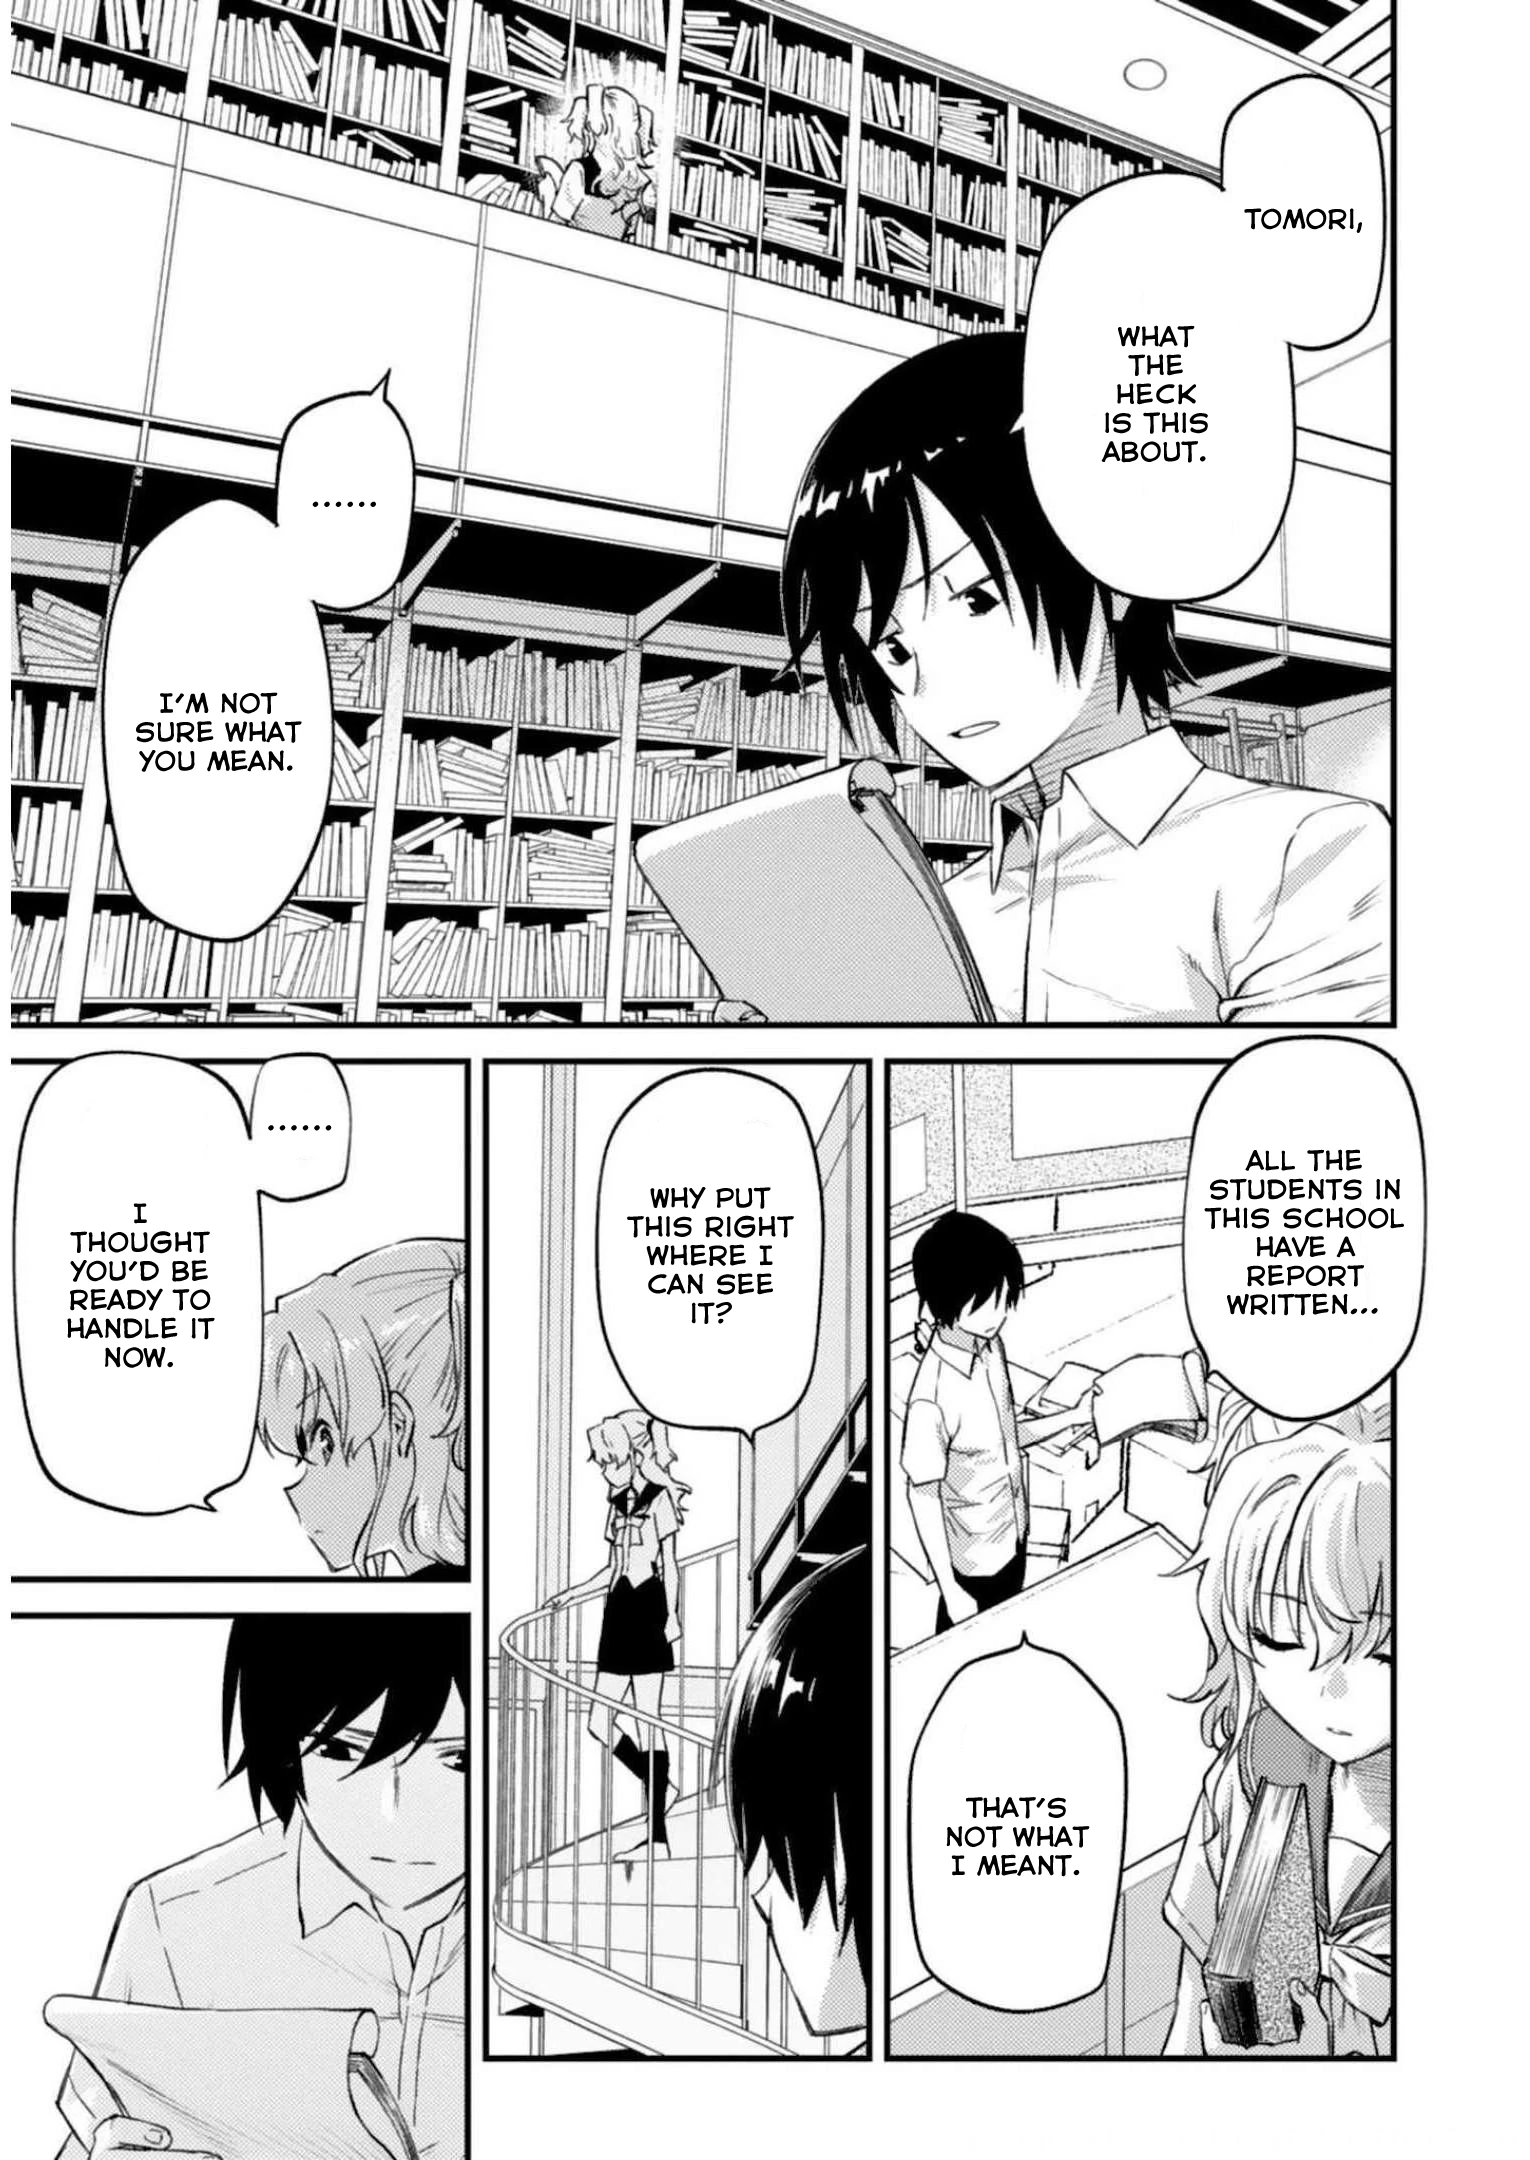 TOMORI,
WHAT
THE
HECK
IS THIS
ABOUT.
......
I'M NOT
SURE WHAT
YOU MEAN.
ALL THE
STUDENTS IN
THIS SCHOOL
HAVE A
REPORT
WRITTEN...
THAT'S
NOT WHAT
I MEANT.
WHY PUT
THIS RIGHT
WHERE I
CAN SEE
IT?
......
I
THOUGHT
YOU'D BE
READY TO
HANDLE IT
NOW.